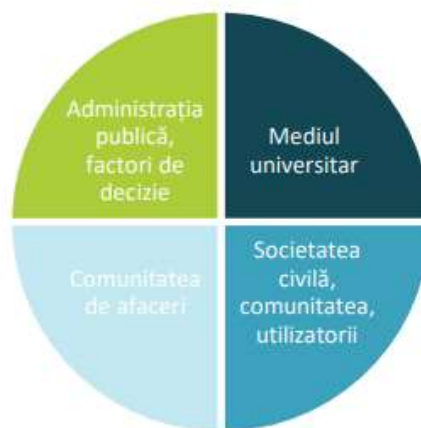 Administrația
publică,
factori de
decizie
Mediul
universitar
Comunitatea
de afaceri
Societatea
civilă,
comunitatea,
utilizatorii